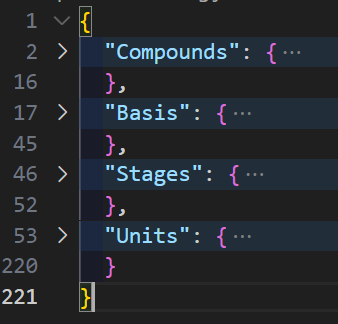 1 {
2 "Compounds": { ...
16 },
17 "Basis": { ...
45 },
46 "Stages": { ...
52 },
53 "Units": { ...
220 }
221 }